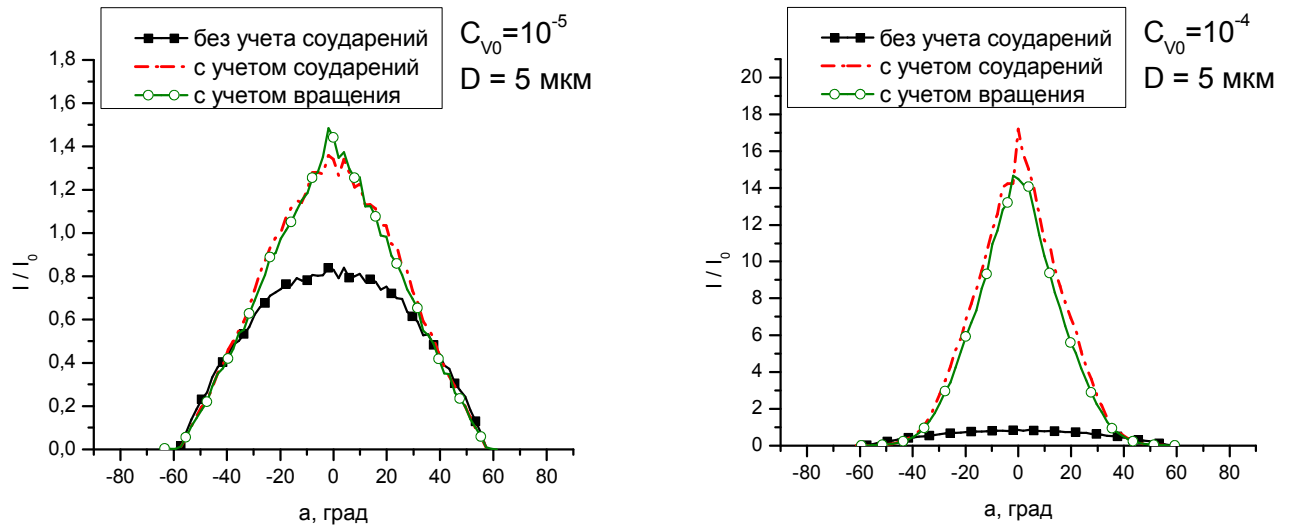 без учета соударений
с учетом соударений
с учетом вращения
C_V0=10^-5
D = 5 мкм
1,8
1,6
1,4
1,2
1,0
0,8
0,6
0,4
0,2
0,0
I / I_0
-80 -60 -40 -20 0 20 40 60 80
a, град
без учета соударений
с учетом соударений
с учетом вращения
C_V0=10^-4
D = 5 мкм
20
18
16
14
12
10
8
6
4
2
0
I / I_0
-80 -60 -40 -20 0 20 40 60 80
a, град